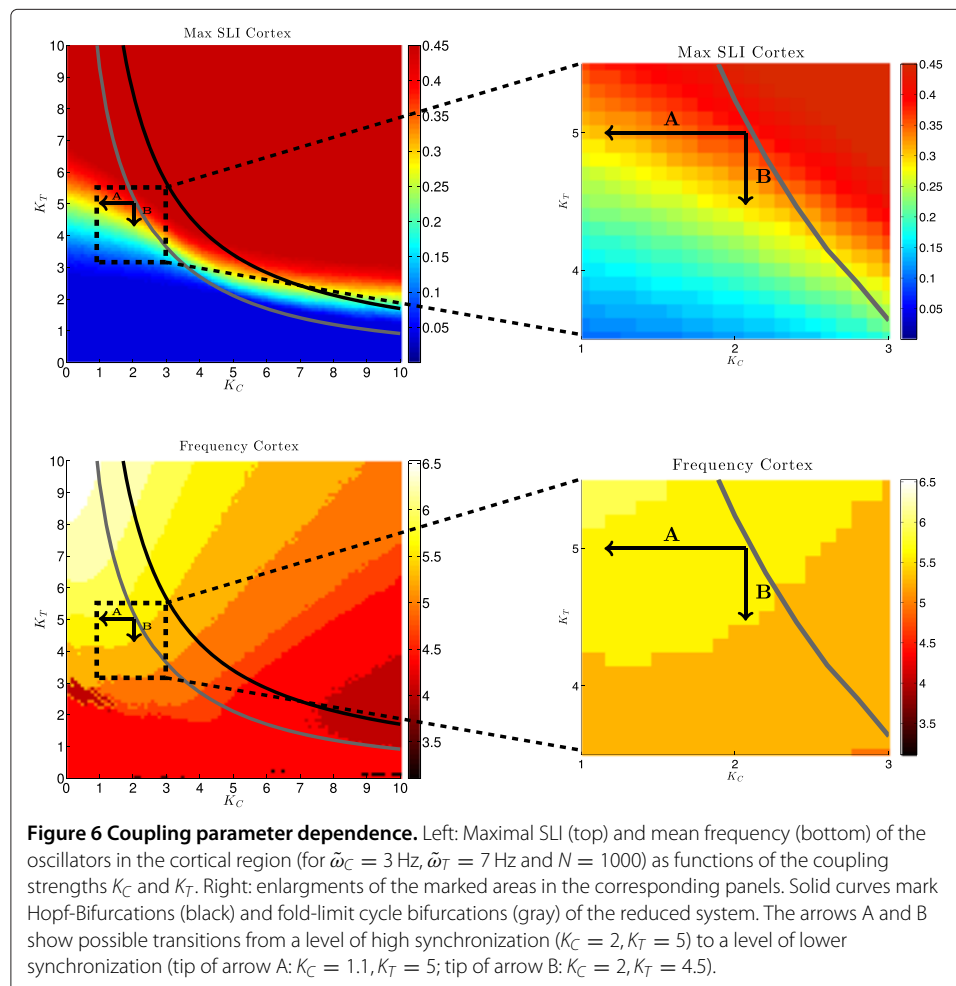 Max SLI Cortex
10
9
8
7
6
5
4
3
2
1
0
K_T
0 1 2 3 4 5 6 7 8 9 10
K_C
A
B
0.45
0.4
0.35
0.3
0.25
0.2
0.15
0.1
0.05
Max SLI Cortex
5
4
K_T
1 2 3
K_C
A
B
0.45
0.4
0.35
0.3
0.25
0.2
0.15
0.1
0.05
Frequency Cortex
10
9
8
7
6
5
4
3
2
1
0
K_T
0 1 2 3 4 5 6 7 8 9 10
K_C
A
B
6.5
6
5.5
5
4.5
4
3.5
Frequency Cortex
5
4
K_T
1 2 3
K_C
A
B
6.5
6
5.5
5
4.5
4
3.5
Figure 6 Coupling parameter dependence. Left: Maximal SLI (top) and mean frequency (bottom) of the
oscillators in the cortical region (for ω̃_C = 3 Hz, ω̃_T = 7 Hz and N = 1000) as functions of the coupling
strengths K_C and K_T. Right: enlargments of the marked areas in the corresponding panels. Solid curves mark
Hopf-Bifurcations (black) and fold-limit cycle bifurcations (gray) of the reduced system. The arrows A and B
show possible transitions from a level of high synchronization (K_C = 2, K_T = 5) to a level of lower
synchronization (tip of arrow A: K_C = 1.1, K_T = 5; tip of arrow B: K_C = 2, K_T = 4.5).